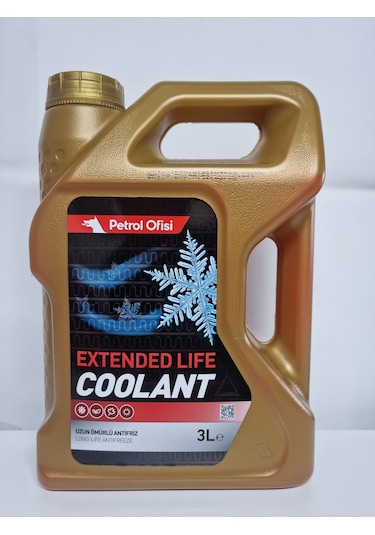 Petrol Ofisi
EXTENDED LIFE
COOLANT
UZUN ÖMÜRLÜ ANTİFRİZ
LONG-LIFE ANTIFREEZE
3L e